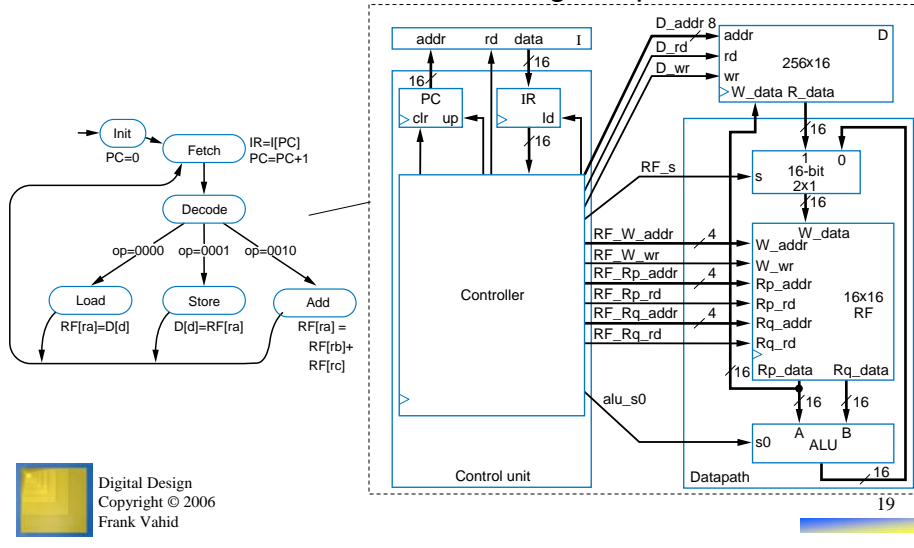 Init
PC=0
Fetch
IR=I[PC]
PC=PC+1
Decode
op=0000
op=0001
op=0010
Load
RF[ra]=D[d]
Store
D[d]=RF[ra]
Add
RF[ra] =
RF[rb]+
RF[rc]
addr rd data I
16
16
PC
clr up
IR
ld
16
Controller
Control unit
D_addr 8
D_rd
D_wr
RF_s
RF_W_addr
4
RF_W_wr
RF_Rp_addr
4
RF_Rp_rd
RF_Rq_addr
4
RF_Rq_rd
alu_s0
addr D
rd
256x16
wr
W_data R_data
16
1 0
s 16-bit
2x1
16
W_data
W_addr
W_wr
Rp_addr
Rp_rd
16x16
RF
Rq_addr
Rq_rd
Rp_data Rq_data
16
16
16
A B
s0 ALU
16
Datapath
Digital Design
Copyright © 2006
Frank Vahid
19